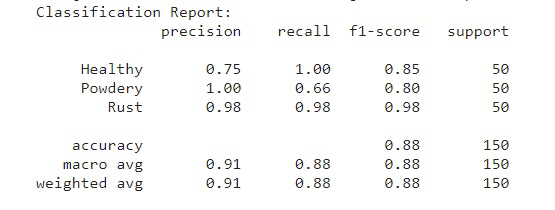 Classification Report:
precision recall f1-score support
Healthy 0.75 1.00 0.85 50
Powdery 1.00 0.66 0.80 50
Rust 0.98 0.98 0.98 50
accuracy 0.88 150
macro avg 0.91 0.88 0.88 150
weighted avg 0.91 0.88 0.88 150